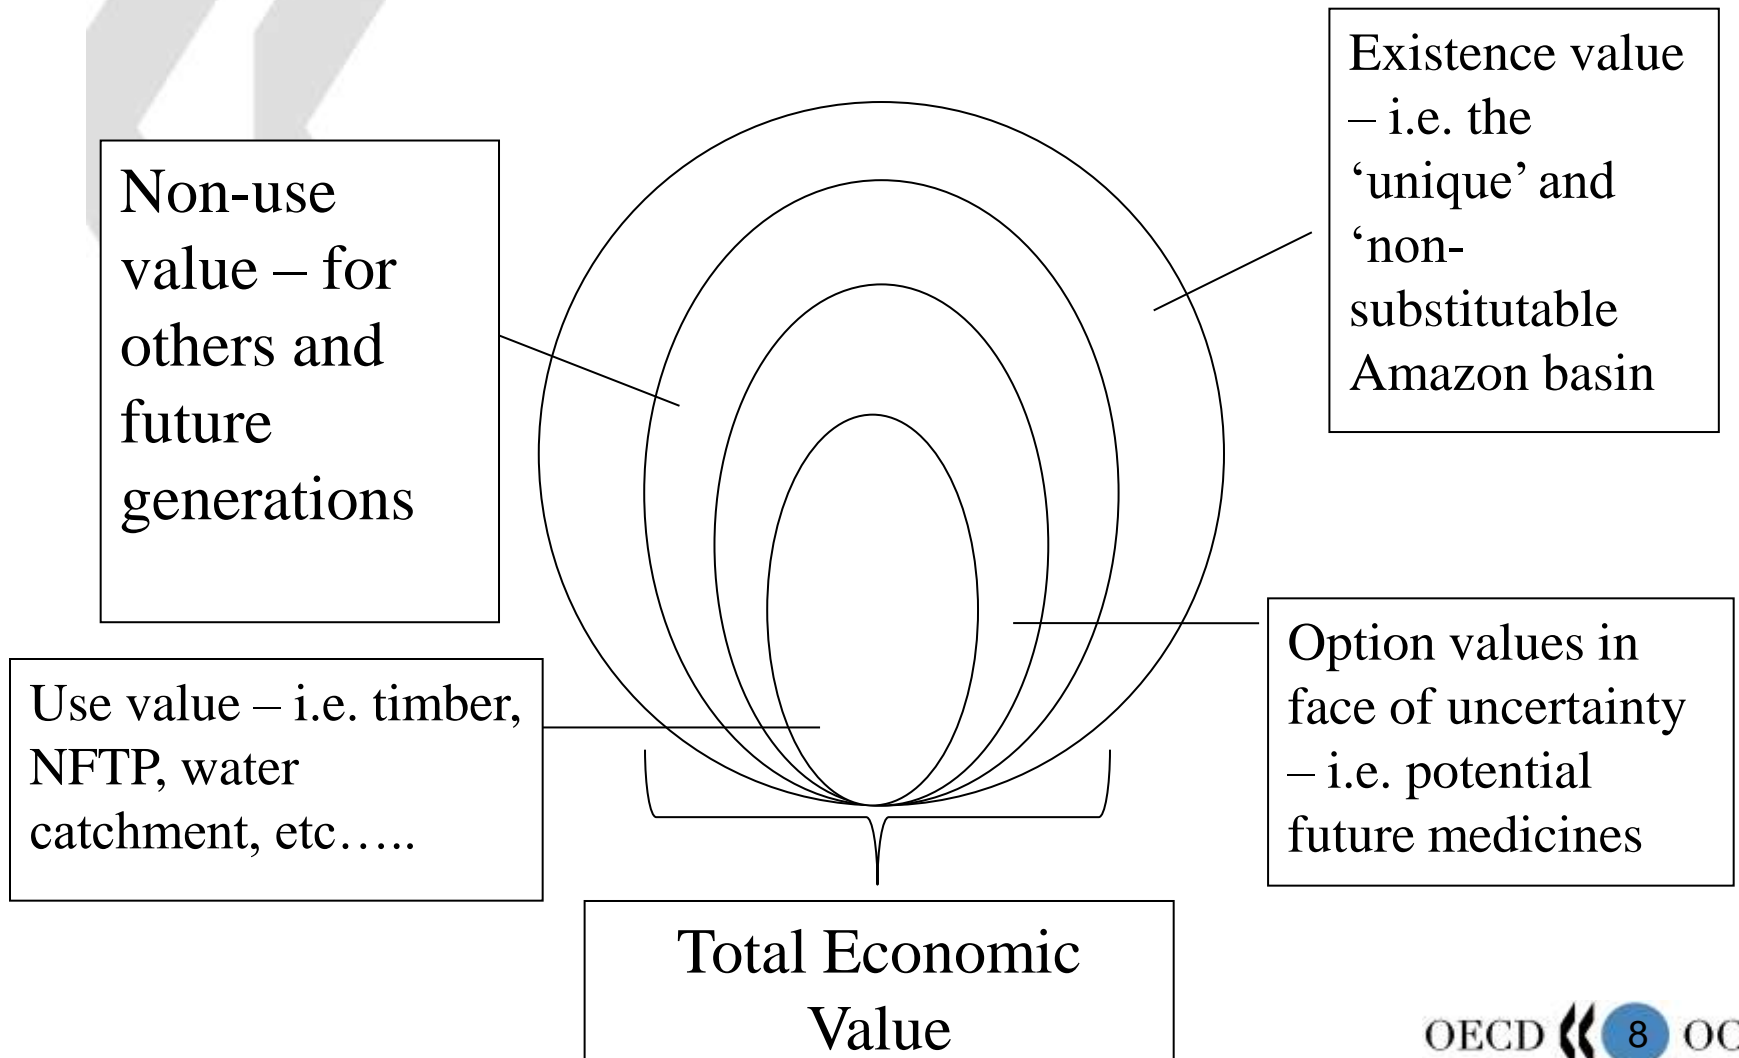 Existence value
– i.e. the
‘unique’ and
‘non-
substitutable
Amazon basin
Non-use
value – for
others and
future
generations
Use value – i.e. timber,
NFTP, water
catchment, etc…..
Option values in
face of uncertainty
– i.e. potential
future medicines
Total Economic
Value
OECD 8 OC